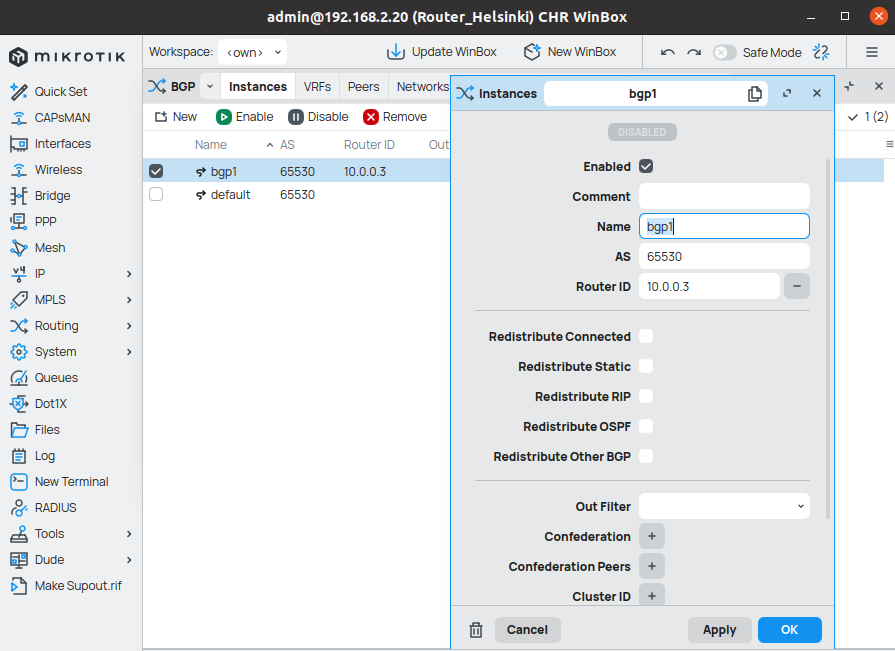 admin@192.168.2.20 (Router_Helsinki) CHR WinBox
MIKROTIK
Workspace: <own> Update WinBox New WinBox Safe Mode
Quick Set
CAPsMAN
Interfaces
Wireless
Bridge
PPP
Mesh
IP
MPLS
Routing
System
Queues
Dot1X
Files
Log
New Terminal
RADIUS
Tools
Dude
Make Supout.rif
BGP Instances VRFs Peers Networks
New Enable Disable Remove 1 (2)
Name AS Router ID Out
bgp1 65530 10.0.0.3
default 65530
Instances bgp1
DISABLED
Enabled
Comment
Name bgp1
AS 65530
Router ID 10.0.0.3
Redistribute Connected
Redistribute Static
Redistribute RIP
Redistribute OSPF
Redistribute Other BGP
Out Filter
Confederation
Confederation Peers
Cluster ID
Cancel Apply OK